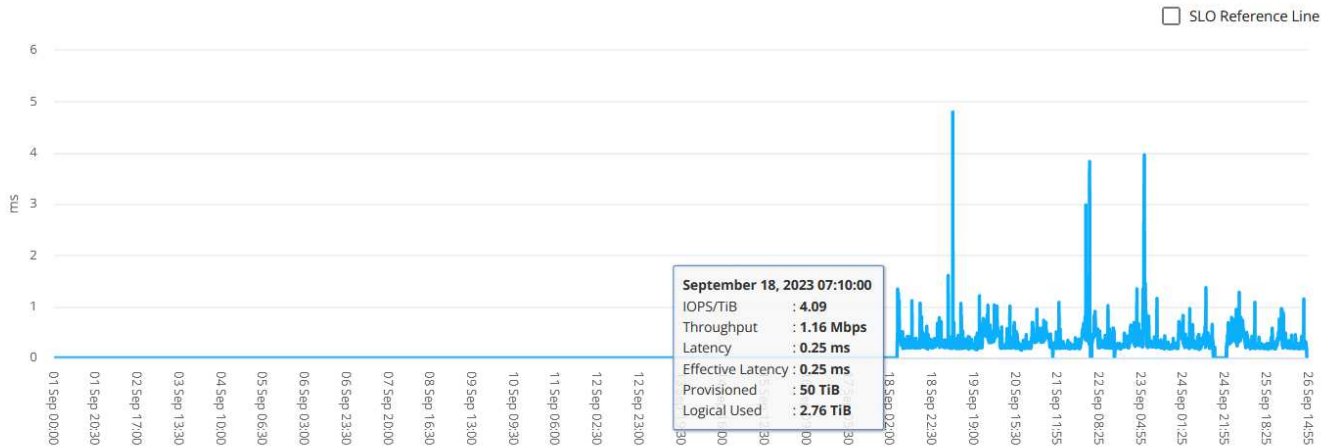 SLO Reference Line
6
5
4
3
2
1
0
ms
September 18, 2023 07:10:00
IOPS/TiB : 4.09
Throughput : 1.16 Mbps
Latency : 0.25 ms
Effective Latency : 0.25 ms
Provisioned : 50 TiB
Logical Used : 2.76 TiB
01 Sep 00:00
01 Sep 20:30
02 Sep 17:00
03 Sep 13:30
04 Sep 10:00
05 Sep 06:30
06 Sep 03:00
06 Sep 23:30
07 Sep 20:00
08 Sep 16:30
09 Sep 13:00
10 Sep 09:30
11 Sep 06:00
12 Sep 02:30
12 Sep 23:00
18 Sep 02:00
18 Sep 22:30
19 Sep 19:00
20 Sep 15:30
21 Sep 11:55
22 Sep 08:25
23 Sep 04:55
24 Sep 01:25
24 Sep 21:55
25 Sep 18:25
26 Sep 14:55